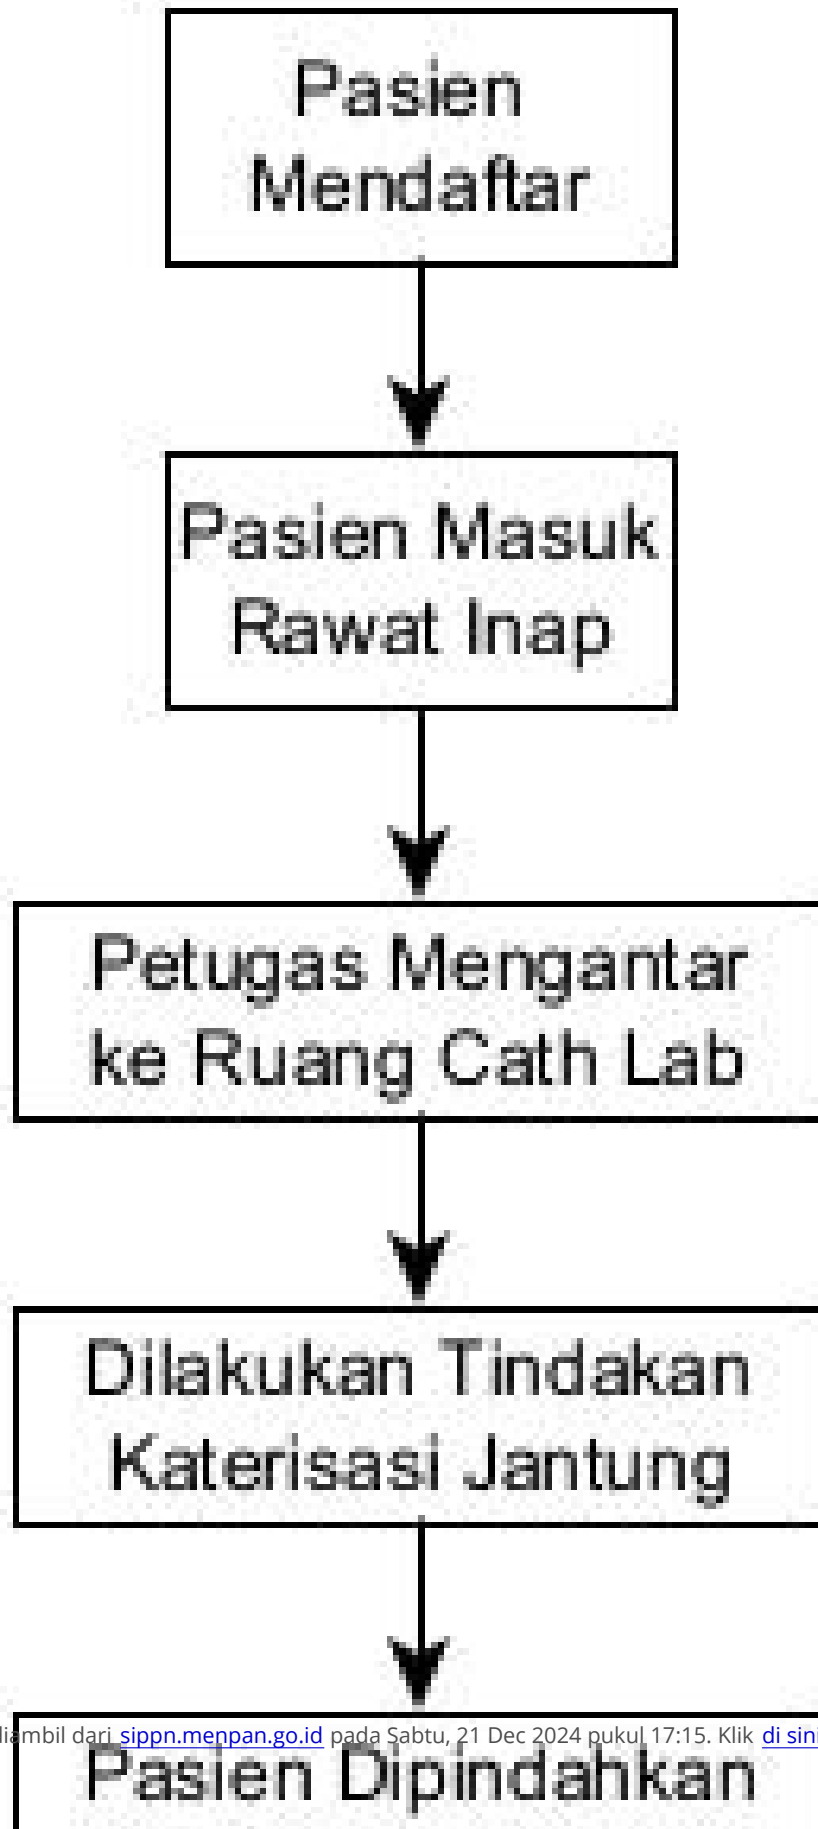 Pasien
Mendaftar
Pasien Masuk
Rawat Inap
Petugas Mengantar
ke Ruang Cath Lab
Dilakukan Tindakan
Katerisasi Jantung
diambil dari sippn.menpan.go.id pada Sabtu, 21 Dec 2024 pukul 17:15. Klik di sini
Pasien Dipindahkan